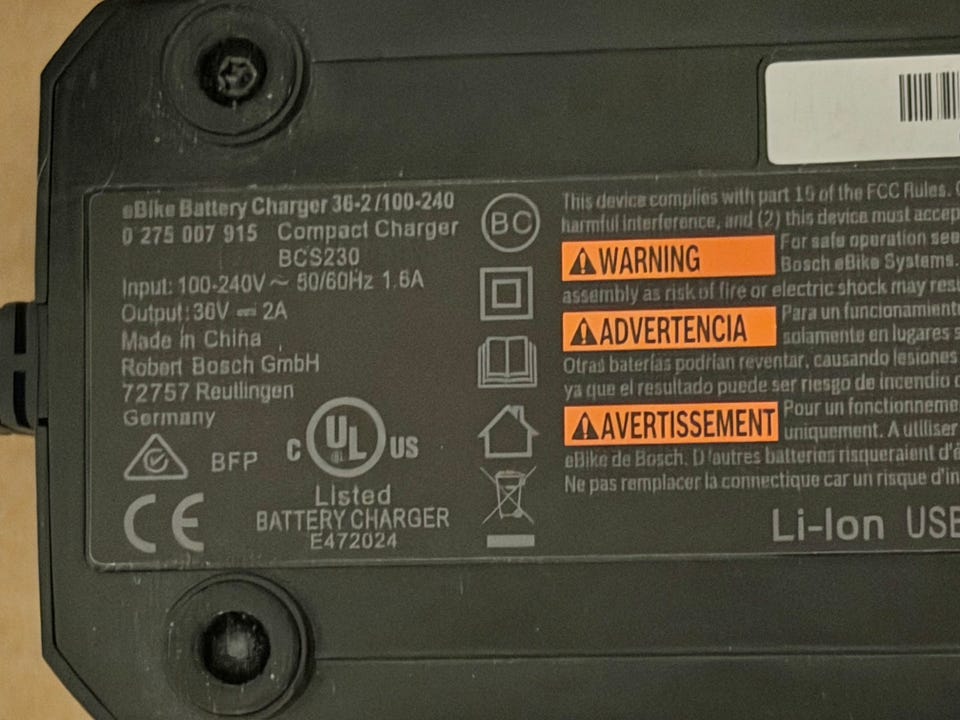 eBike Battery Charger 36-2 /100-240
0 275 007 915 Compact Charger
BCS230
Input: 100-240V ~ 50/60Hz 1.6A
Output: 36V ⎓ 2A
Made in China
Robert Bosch GmbH
72757 Reutlingen
Germany
BFP
C UL US
Listed
BATTERY CHARGER
E472024
CE
BC
This device complies with part 15 of the FCC Rules.
harmful interference, and (2) this device must accep
WARNING
For safe operation see
Bosch eBike Systems.
assembly as risk of fire or electric shock may res
ADVERTENCIA
Para un funcionamient
solamente en lugares s
Otras baterías podrían reventar, causando lesiones
ya que el resultado puede ser riesgo de incendio
AVERTISSEMENT
Pour un fonctionneme
uniquement. A utiliser
eBike de Bosch. D'autres batteries risqueraient d'é
Ne pas remplacer la connectique car un risque d'in
Li-Ion USE